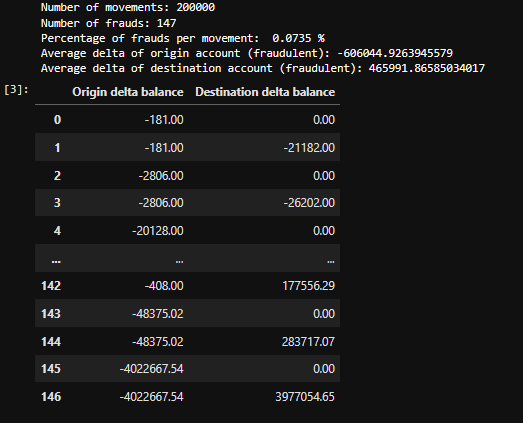 Number of movements: 200000
Number of frauds: 147
Percentage of frauds per movement:  0.0735 %
Average delta of origin account (fraudulent): -606044.9263945579
Average delta of destination account (fraudulent): 465991.86585034017
[3]:
Origin delta balance Destination delta balance
0 -181.00 0.00
1 -181.00 -21182.00
2 -2806.00 0.00
3 -2806.00 -26202.00
4 -20128.00 0.00
... ... ...
142 -408.00 177556.29
143 -48375.02 0.00
144 -48375.02 283717.07
145 -4022667.54 0.00
146 -4022667.54 3977054.65